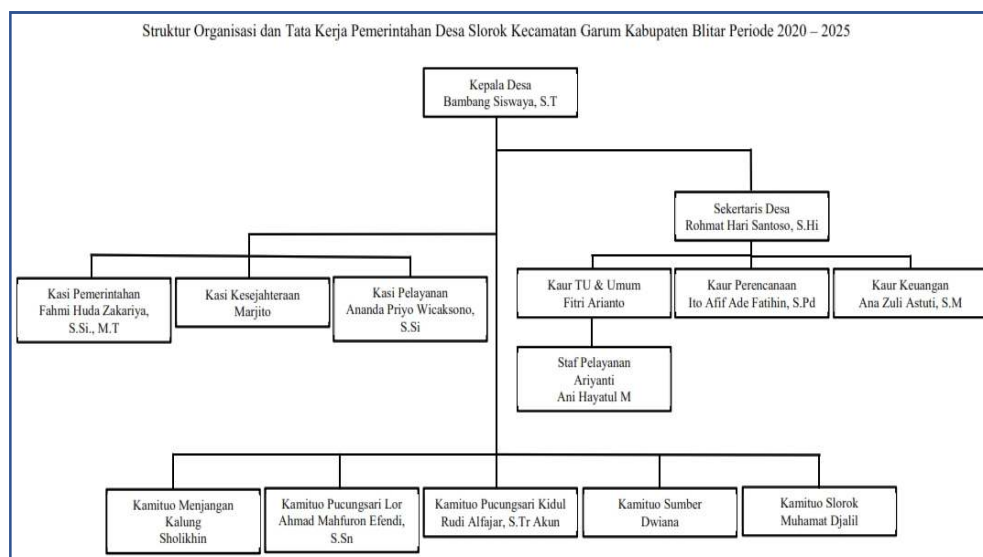 Struktur Organisasi dan Tata Kerja Pemerintahan Desa Slorok Kecamatan Garum Kabupaten Blitar Periode 2020 – 2025
Kepala Desa
Bambang Siswaya, S.T
Sekertaris Desa
Rohmat Hari Santoso, S.Hi
Kasi Pemerintahan
Fahmi Huda Zakariya,
S.Si., M.T
Kasi Kesejahteraan
Marjito
Kasi Pelayanan
Ananda Priyo Wicaksono,
S.Si
Kaur TU & Umum
Fitri Arianto
Kaur Perencanaan
Ito Afif Ade Fatihin, S.Pd
Kaur Keuangan
Ana Zuli Astuti, S.M
Staf Pelayanan
Ariyanti
Ani Hayatul M
Kamituo Menjangan
Kalung
Sholikhin
Kamituo Pucungsari Lor
Ahmad Mahfuron Efendi,
S.Sn
Kamituo Pucungsari Kidul
Rudi Alfajar, S.Tr Akun
Kamituo Sumber
Dwiana
Kamituo Slorok
Muhamat Djalil